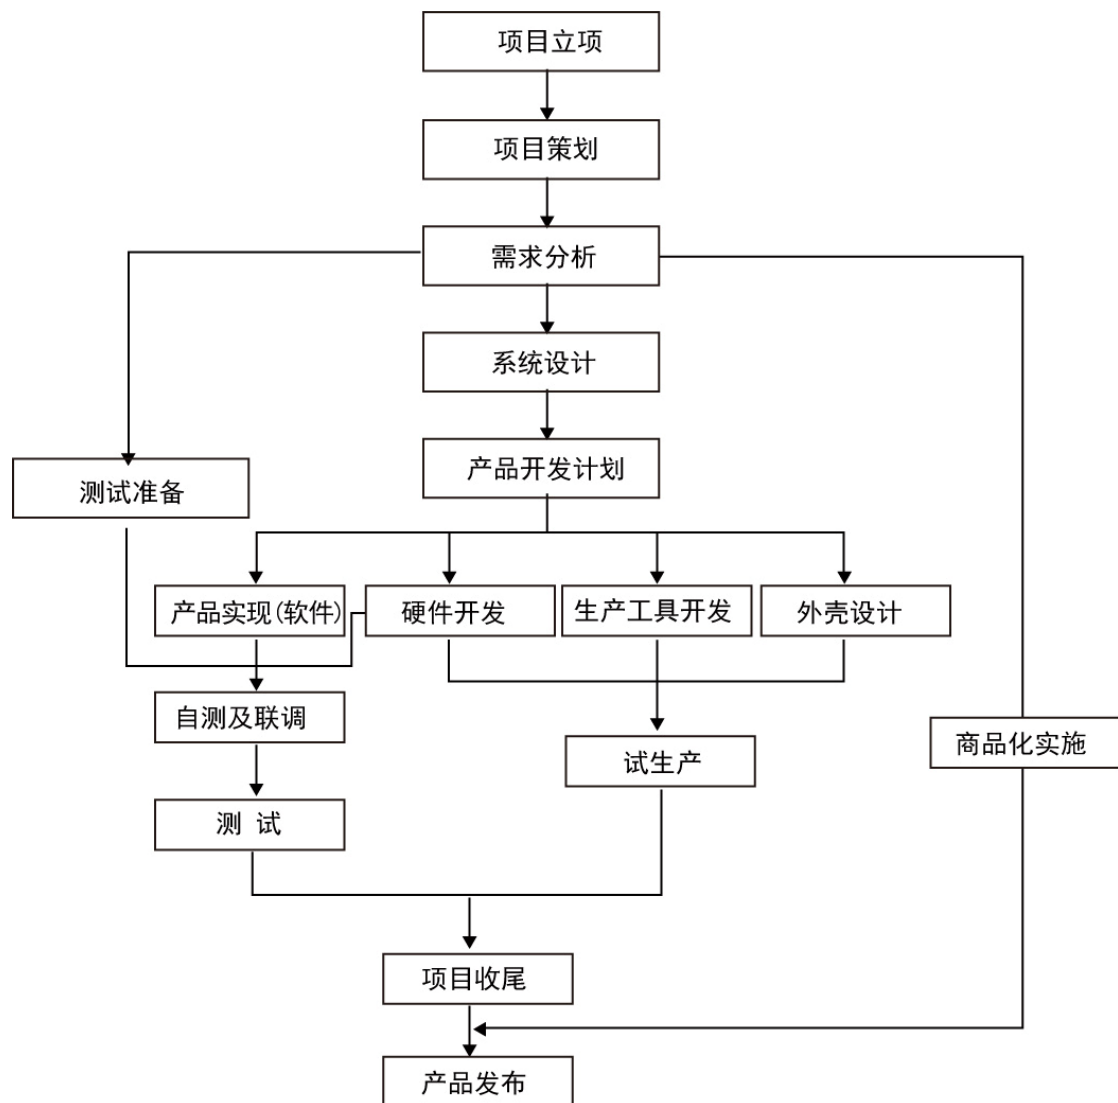 项目立项
项目策划
需求分析
系统设计
产品开发计划
测试准备
产品实现(软件)
硬件开发
生产工具开发
外壳设计
自测及联调
商品化实施
试生产
测 试
项目收尾
产品发布